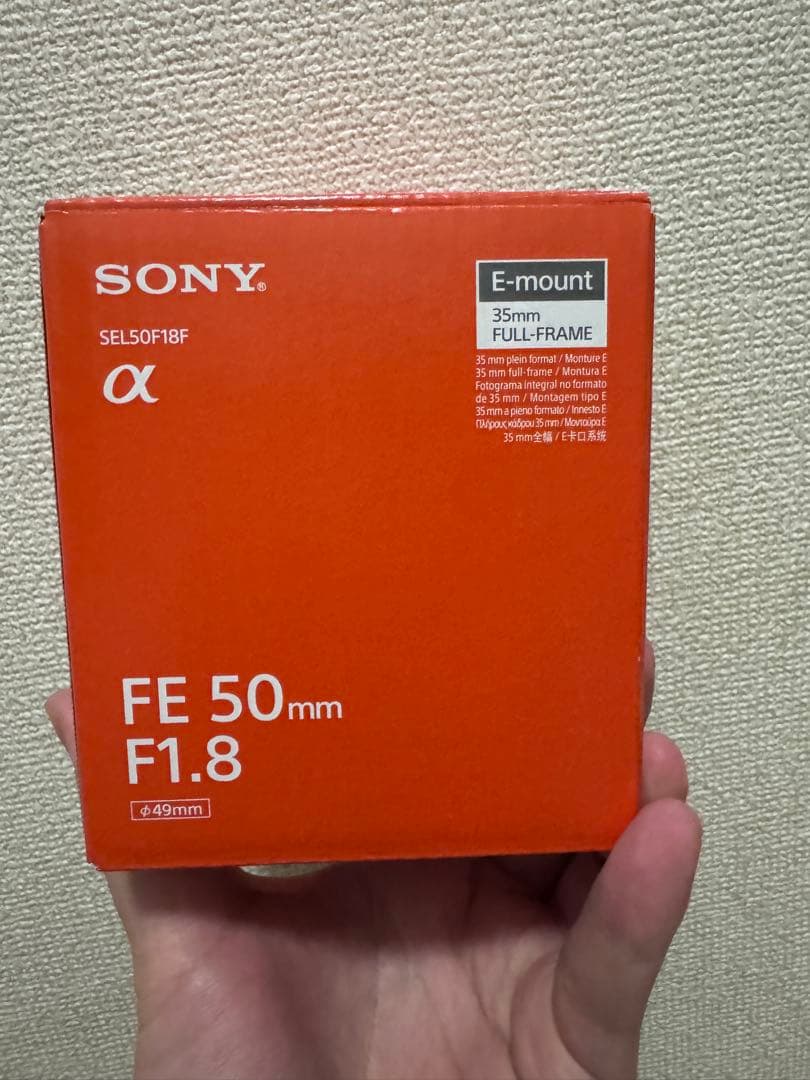 SONY®
SEL50F18F
α
E-mount
35mm
FULL-FRAME
35 mm plein format / Monture E
35 mm full-frame / Montura E
Fotograma integral no formato
de 35 mm / Montagem tipo E
35 mm a pieno formato / Innesto E
Πλήρους κάδρου 35 mm / Μοντούρα E
35 mm全幅 / E卡口系统
FE 50mm
F1.8
ϕ49mm